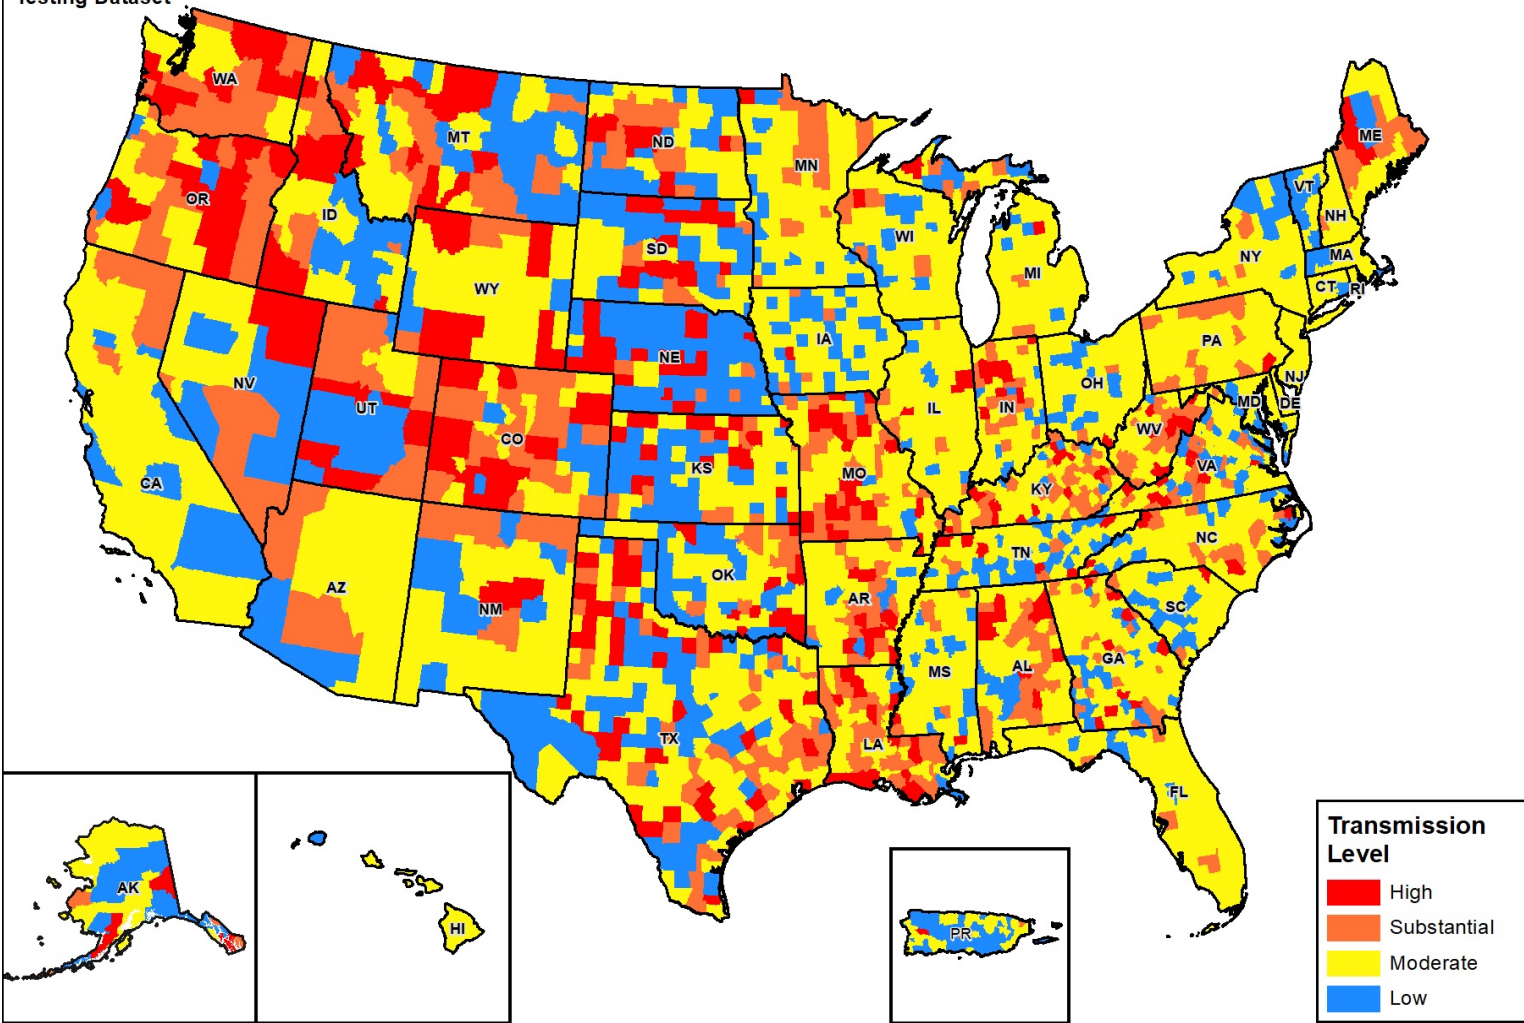 Testing Dataset
WA
MT
ND
MN
ME
OR
ID
SD
WI
MI
VT
NH
NY
MA
CT
RI
WY
NE
IA
PA
NJ
NV
UT
CO
KS
MO
IL
IN
OH
MD
DE
WV
VA
KY
CA
AZ
NM
OK
AR
TN
NC
SC
MS
AL
GA
TX
LA
FL
AK
HI
PR
Transmission
Level
High
Substantial
Moderate
Low